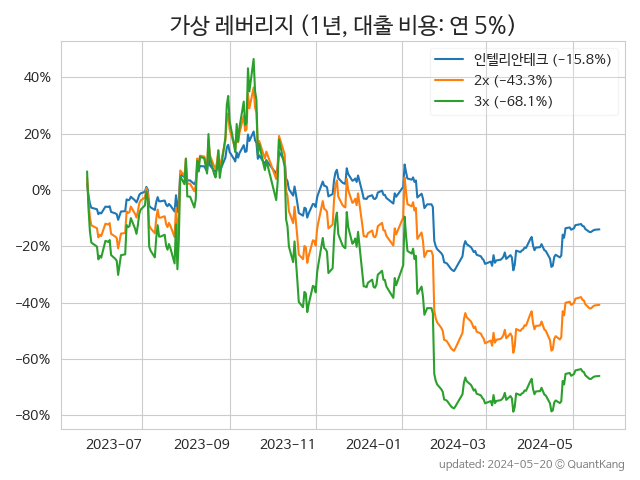 가상 레버리지 (1년, 대출 비용: 연 5%)
인텔리안테크 (-15.8%)
2x (-43.3%)
3x (-68.1%)
40%
20%
0%
−20%
−40%
−60%
−80%
2023-07 2023-09 2023-11 2024-01 2024-03 2024-05
updated: 2024-05-20 © QuantKang